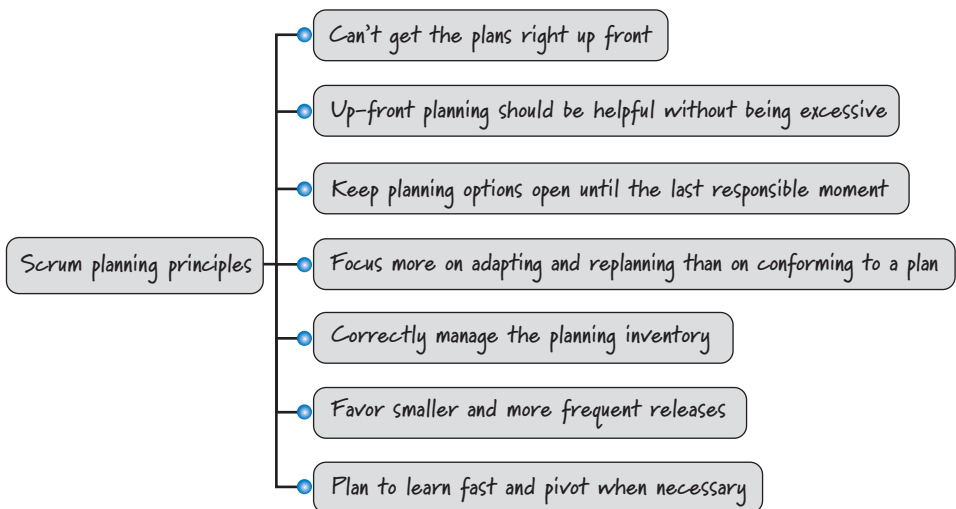 Can't get the plans right up front
Up-front planning should be helpful without being excessive
Keep planning options open until the last responsible moment
Scrum planning principles
Focus more on adapting and replanning than on conforming to a plan
Correctly manage the planning inventory
Favor smaller and more frequent releases
Plan to learn fast and pivot when necessary